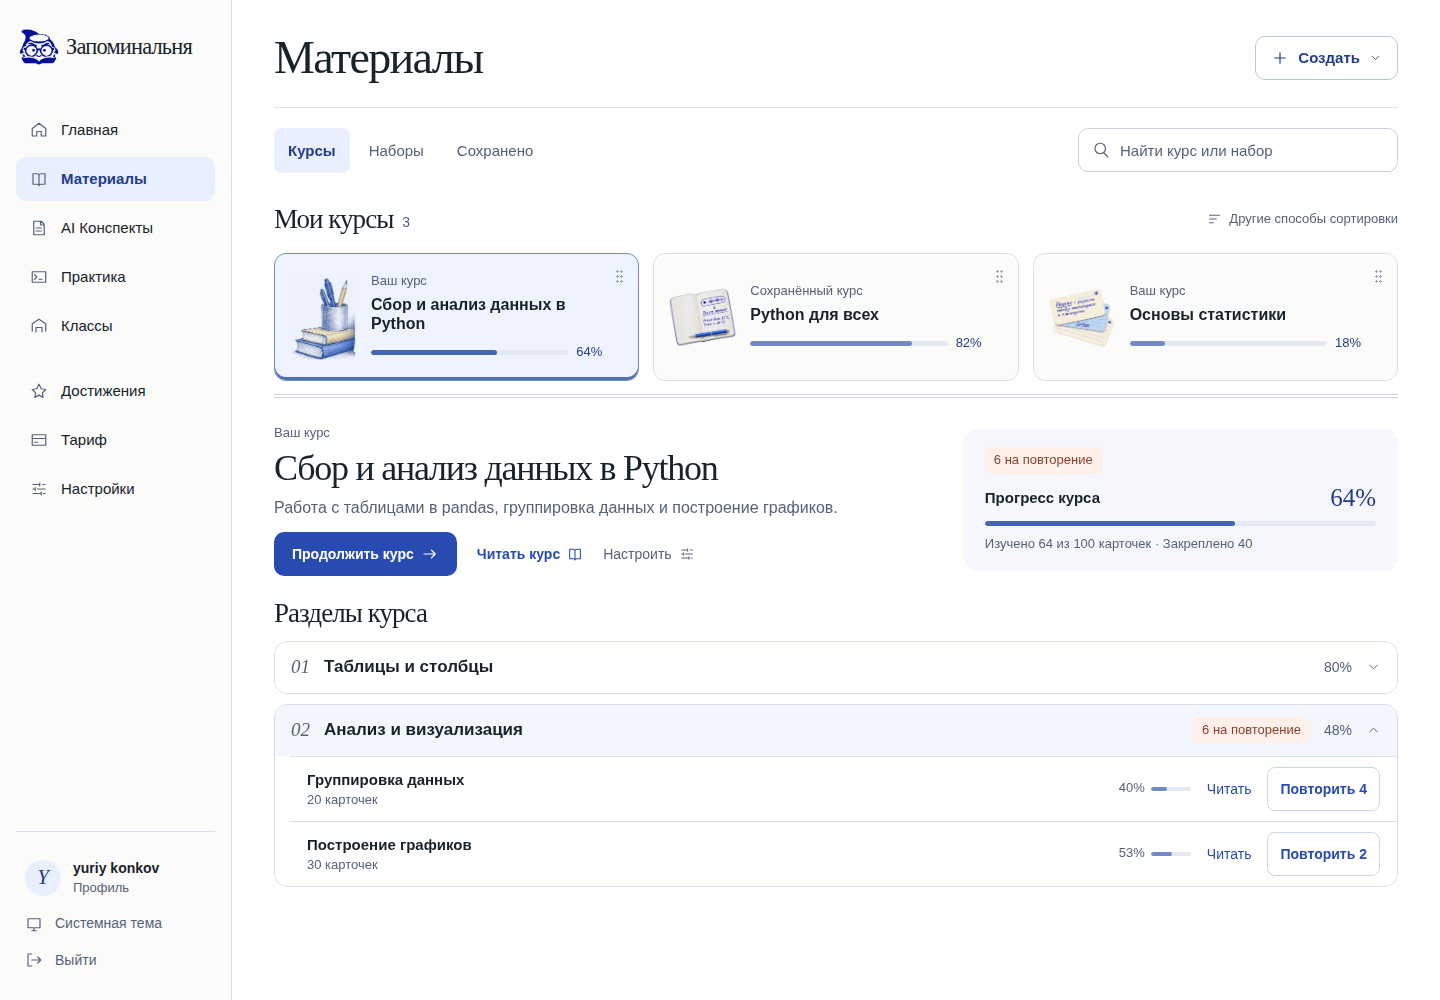 Запоминальня
Главная
Материалы
AI Конспекты
Практика
Классы
Достижения
Тариф
Настройки
Y
yuriy konkov
Профиль
Системная тема
Выйти
Материалы
Создать
Курсы
Наборы
Сохранено
Найти курс или набор
Мои курсы 3
Другие способы сортировки
Ваш курс
Сбор и анализ данных в
Python
64%
Сохранённый курс
Python для всех
82%
Ваш курс
Основы статистики
18%
Ваш курс
Сбор и анализ данных в Python
Работа с таблицами в pandas, группировка данных и построение графиков.
Продолжить курс
Читать курс
Настроить
6 на повторение
Прогресс курса 64%
Изучено 64 из 100 карточек · Закреплено 40
Разделы курса
01 Таблицы и столбцы 80%
02 Анализ и визуализация 6 на повторение 48%
Группировка данных
20 карточек
40% Читать Повторить 4
Построение графиков
30 карточек
53% Читать Повторить 2